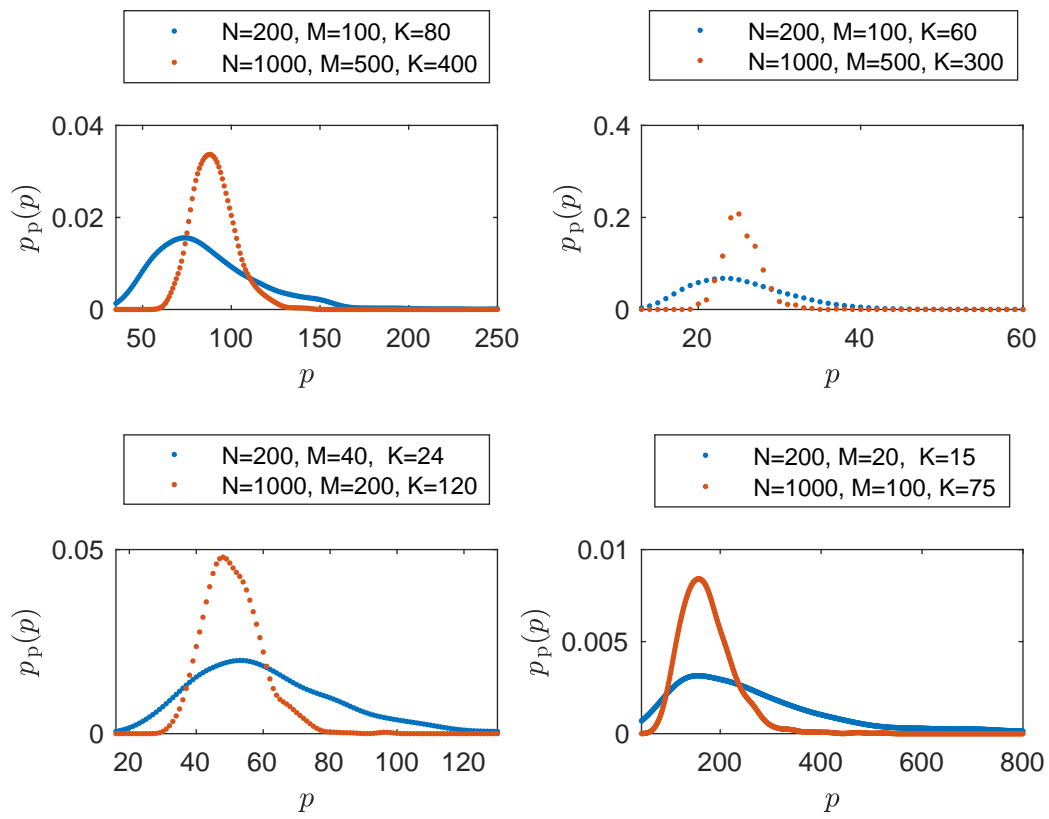 N=200, M=100, K=80
N=1000, M=500, K=400
0.04
0.02
0
50 100 150 200 250
p_p(p)
p
N=200, M=100, K=60
N=1000, M=500, K=300
0.4
0.2
0
20 40 60
p_p(p)
p
N=200, M=40, K=24
N=1000, M=200, K=120
0.05
0
20 40 60 80 100 120
p_p(p)
p
N=200, M=20, K=15
N=1000, M=100, K=75
0.01
0.005
0
200 400 600 800
p_p(p)
p